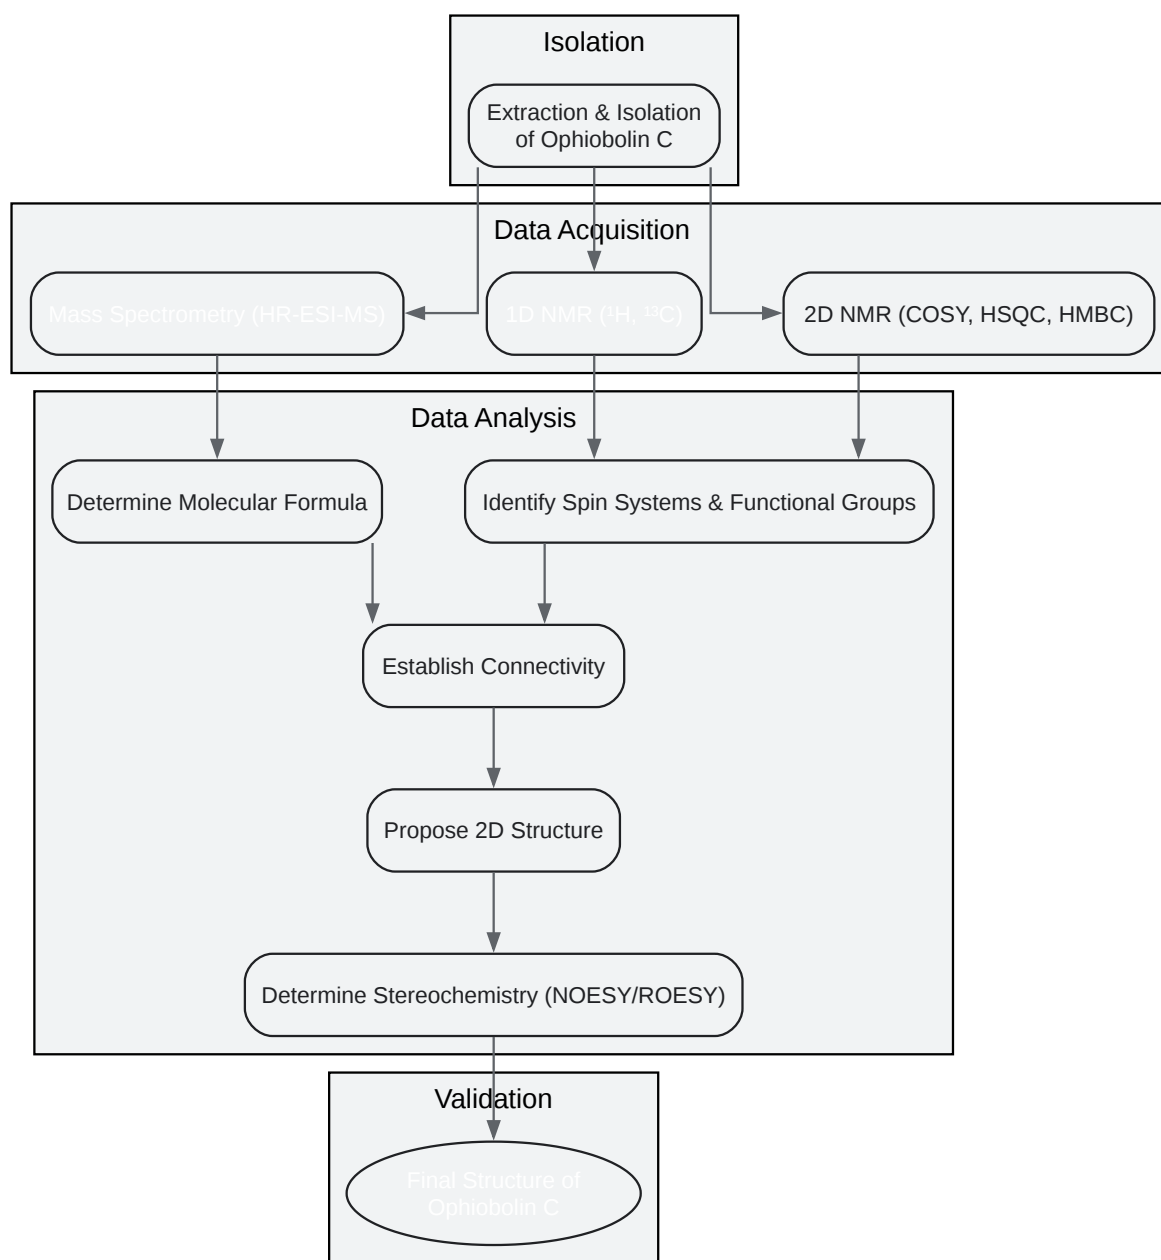 Isolation
Extraction & Isolation
of Ophiobolin C
Data Acquisition
Mass Spectrometry (HR-ESI-MS)
1D NMR (¹H, ¹³C)
2D NMR (COSY, HSQC, HMBC)
Data Analysis
Determine Molecular Formula
Identify Spin Systems & Functional Groups
Establish Connectivity
Propose 2D Structure
Determine Stereochemistry (NOESY/ROESY)
Validation
Final Structure of
Ophiobolin C